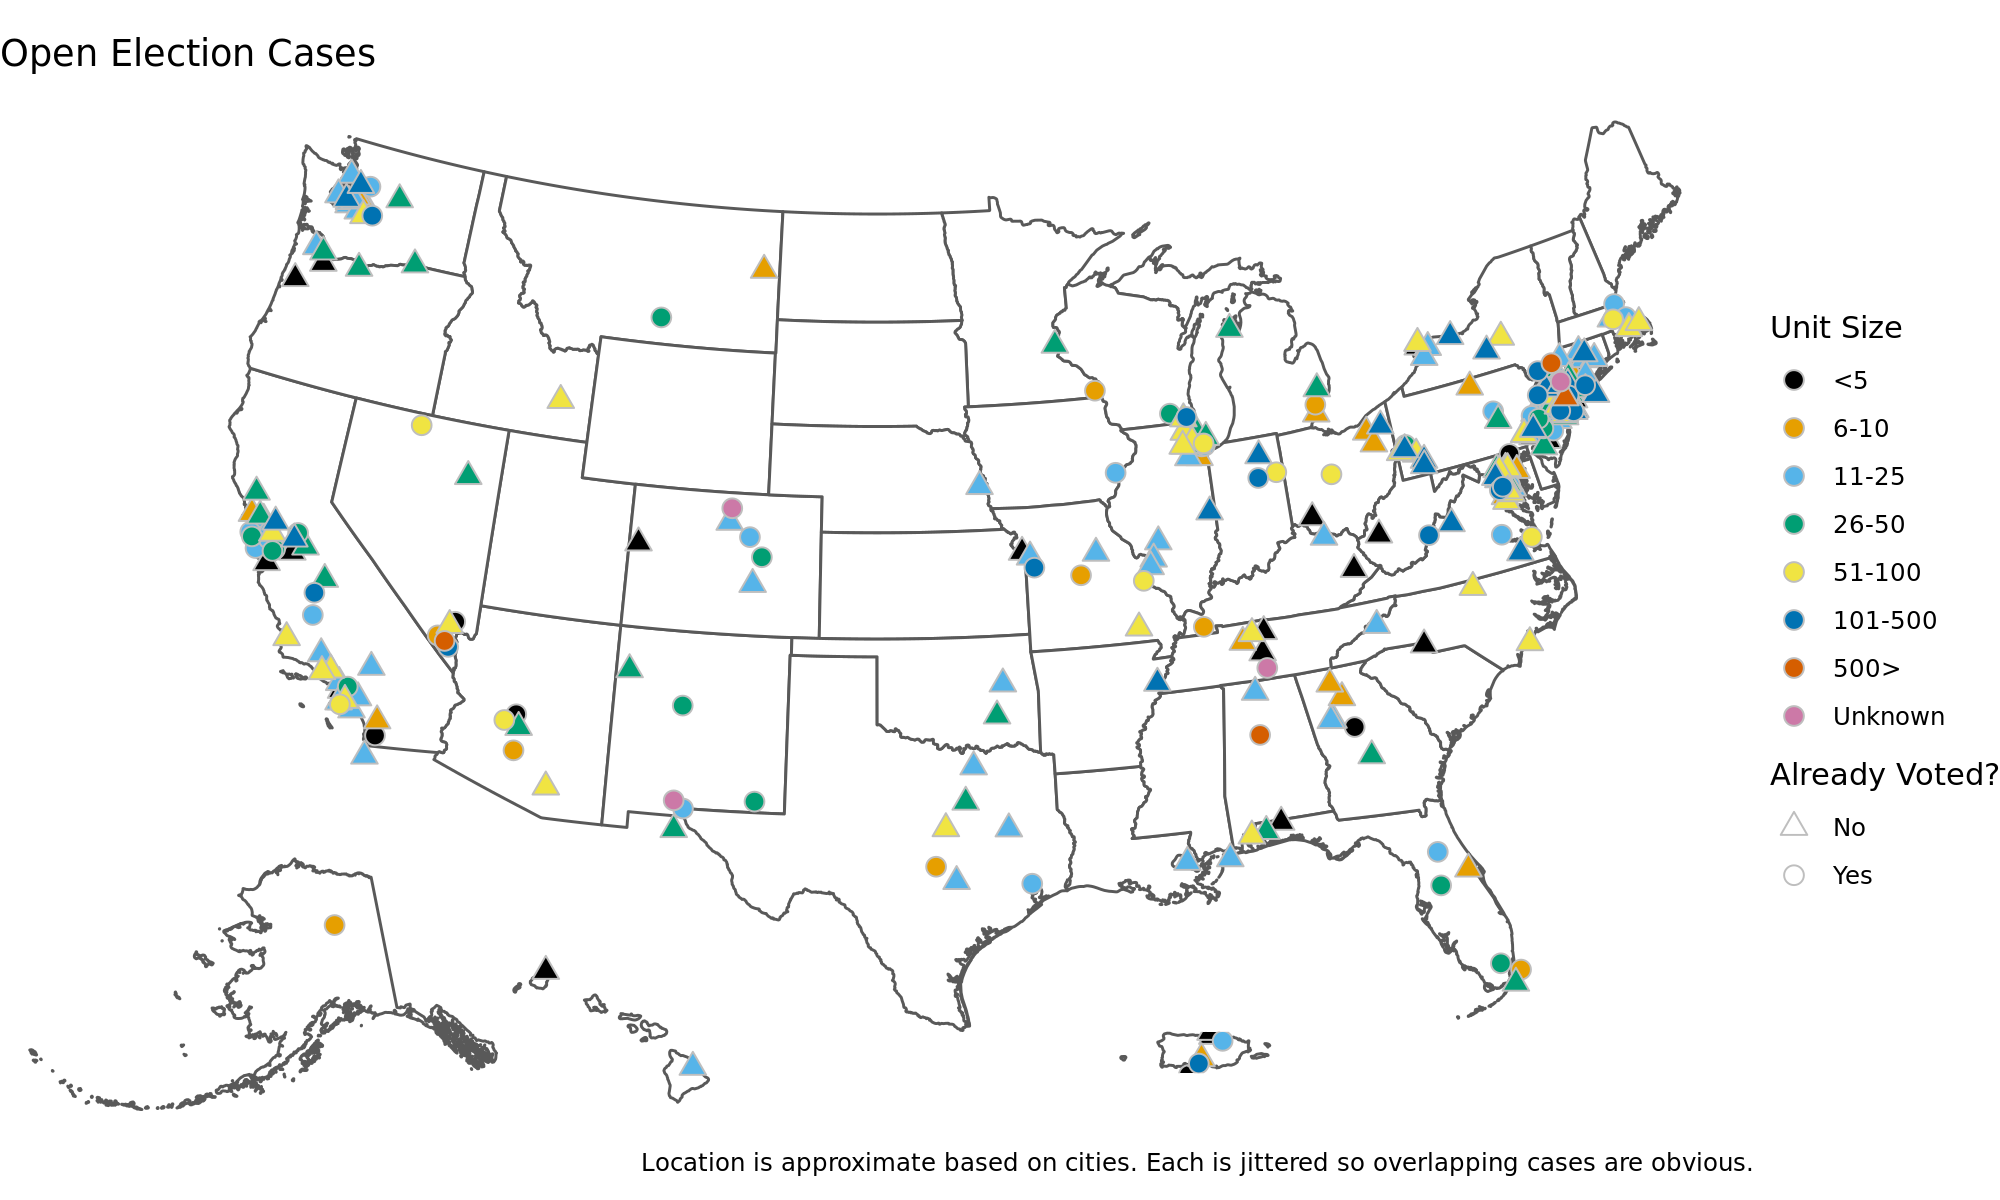 Open Election Cases
Unit Size
<5
6-10
11-25
26-50
51-100
101-500
500>
Unknown
Already Voted?
No
Yes
Location is approximate based on cities. Each is jittered so overlapping cases are obvious.